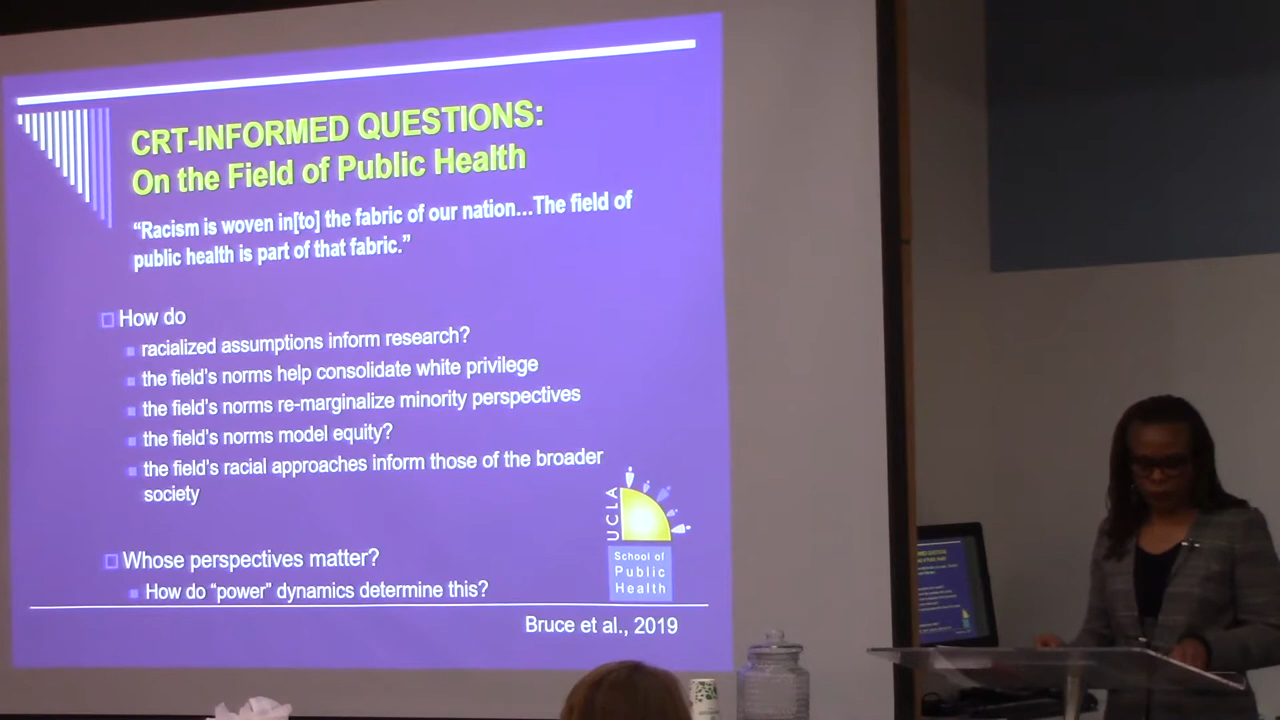 CRT-INFORMED QUESTIONS:
On the Field of Public Health
“Racism is woven in[to] the fabric of our nation…The field of
public health is part of that fabric.”
How do
racialized assumptions inform research?
the field’s norms help consolidate white privilege
the field’s norms re-marginalize minority perspectives
the field’s norms model equity?
the field’s racial approaches inform those of the broader
society
Whose perspectives matter?
How do “power” dynamics determine this?
UCLA
School of
Public
Health
Bruce et al., 2019